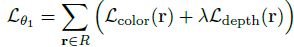 $\mathcal{L}_{\theta_1} = \sum_{\mathbf{r} \in R} \left( \mathcal{L}_{\text{color}}(\mathbf{r}) + \lambda \mathcal{L}_{\text{depth}}(\mathbf{r}) \right)$